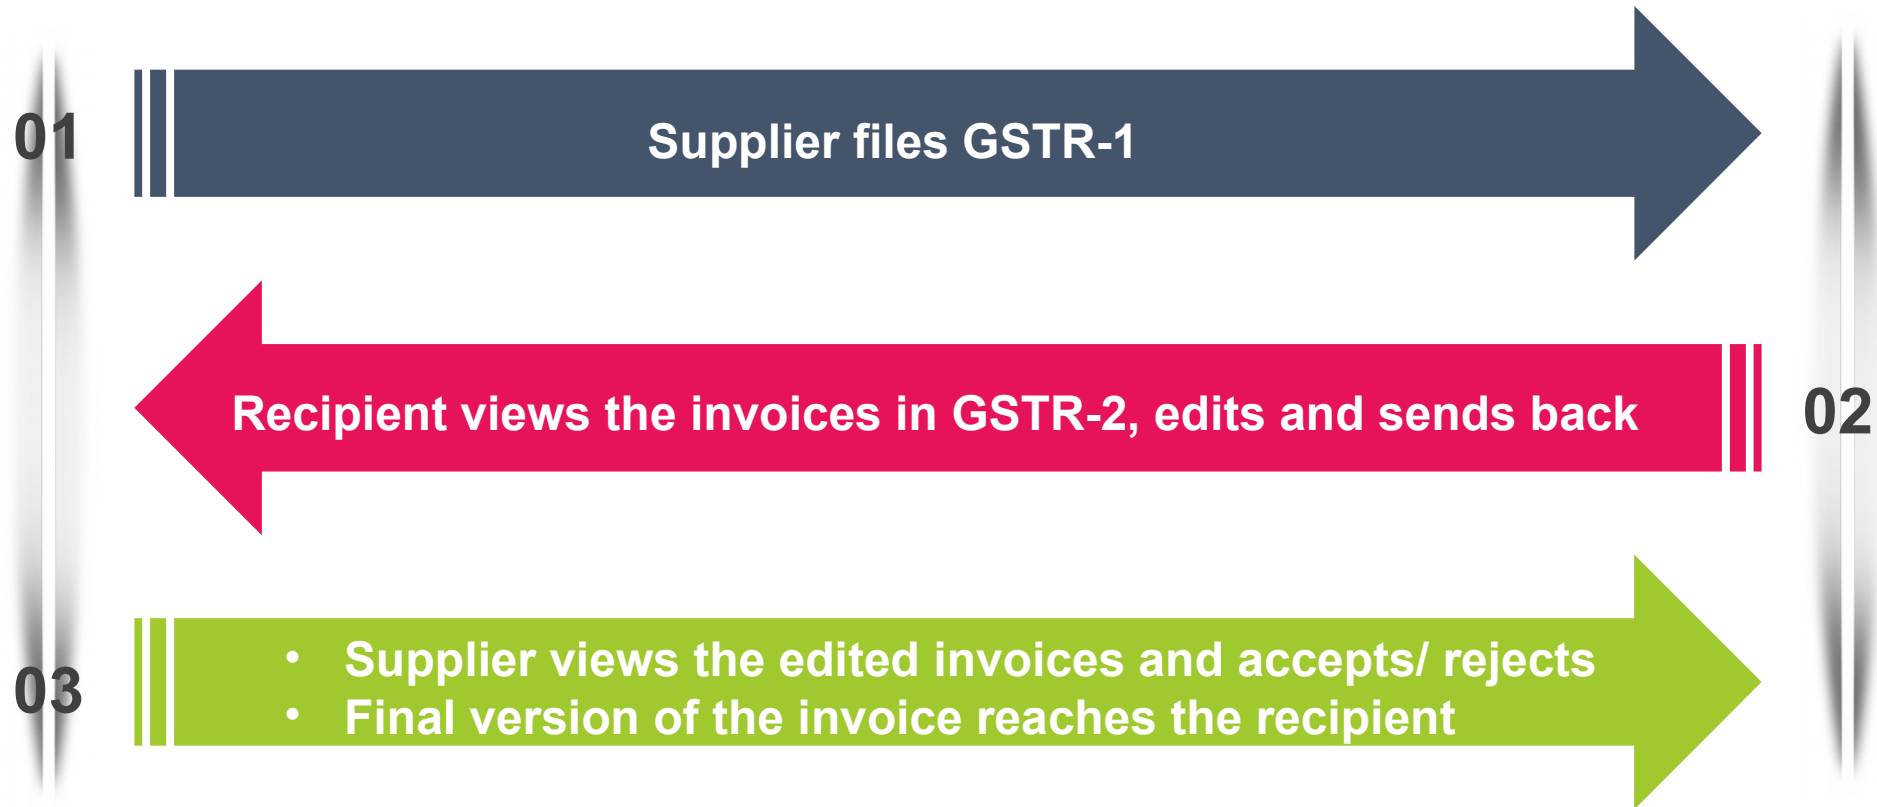 01
Supplier files GSTR-1
Recipient views the invoices in GSTR-2, edits and sends back
02
03
• Supplier views the edited invoices and accepts/ rejects
• Final version of the invoice reaches the recipient